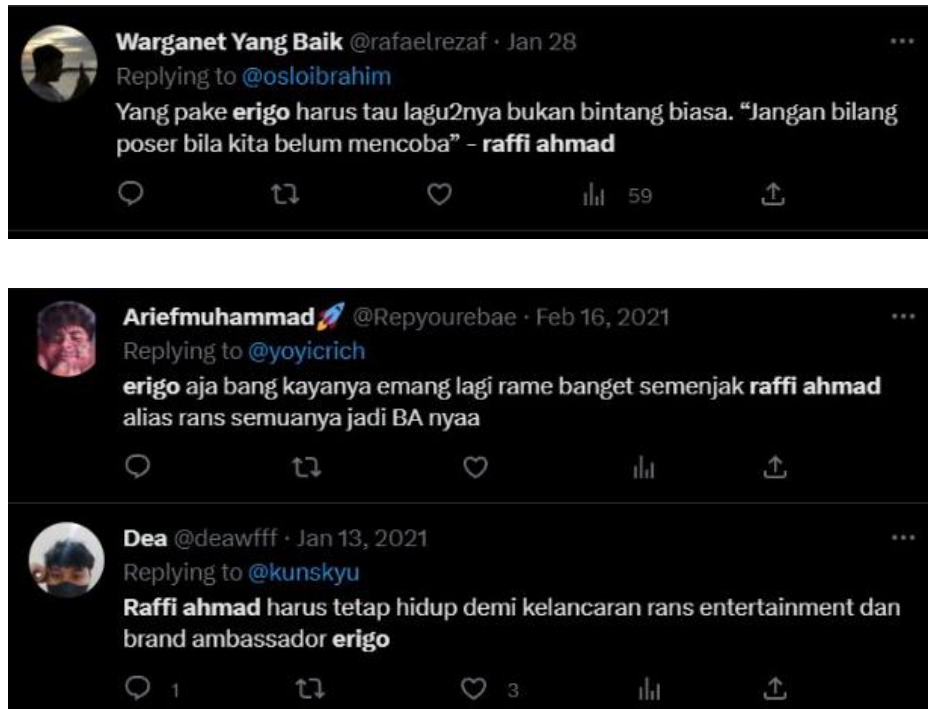 Warganet Yang Baik @rafaelrezaf · Jan 28
Replying to @osloibrahim
Yang pake erigo harus tau lagu2nya bukan bintang biasa. “Jangan bilang
poser bila kita belum mencoba” - raffi ahmad
59
Ariefmuhammad🚀 @Repyourebae · Feb 16, 2021
Replying to @yoyicrich
erigo aja bang kayanya emang lagi rame banget semenjak raffi ahmad
alias rans semuanya jadi BA nyaa
Dea @deawfff · Jan 13, 2021
Replying to @kunskyu
Raffi ahmad harus tetap hidup demi kelancaran rans entertainment dan
brand ambassador erigo
1 3